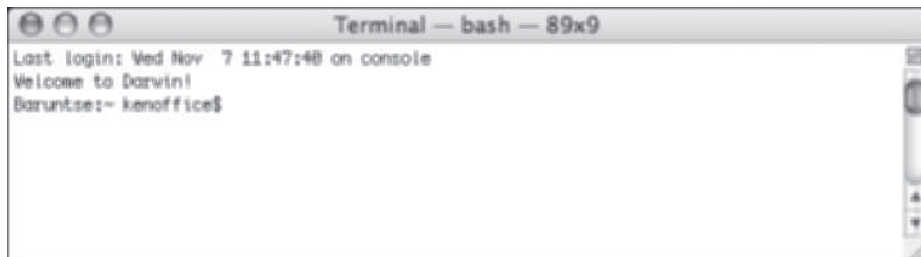 Terminal — bash — 89x9
Last login: Wed Nov  7 11:47:40 on console
Welcome to Darwin!
Baruntse:~ kenoffice$